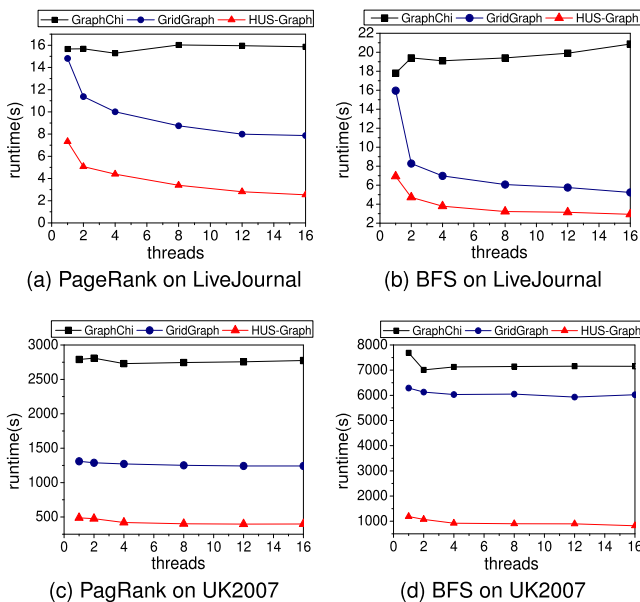 GraphChi GridGraph HUS-Graph
GraphChi GridGraph HUS-Graph
runtime(s)
16
14
12
10
8
6
4
2
0
0 2 4 6 8 10 12 14 16
threads
(a) PageRank on LiveJournal
runtime(s)
22
20
18
16
14
12
10
8
6
4
2
0 2 4 6 8 10 12 14 16
threads
(b) BFS on LiveJournal
GraphChi GridGraph HUS-Graph
GraphChi GridGraph HUS-Graph
runtime(s)
3000
2500
2000
1500
1000
500
0 2 4 6 8 10 12 14 16
threads
(c) PagRank on UK2007
runtime(s)
8000
7000
6000
5000
4000
3000
2000
1000
0 2 4 6 8 10 12 14 16
threads
(d) BFS on UK2007